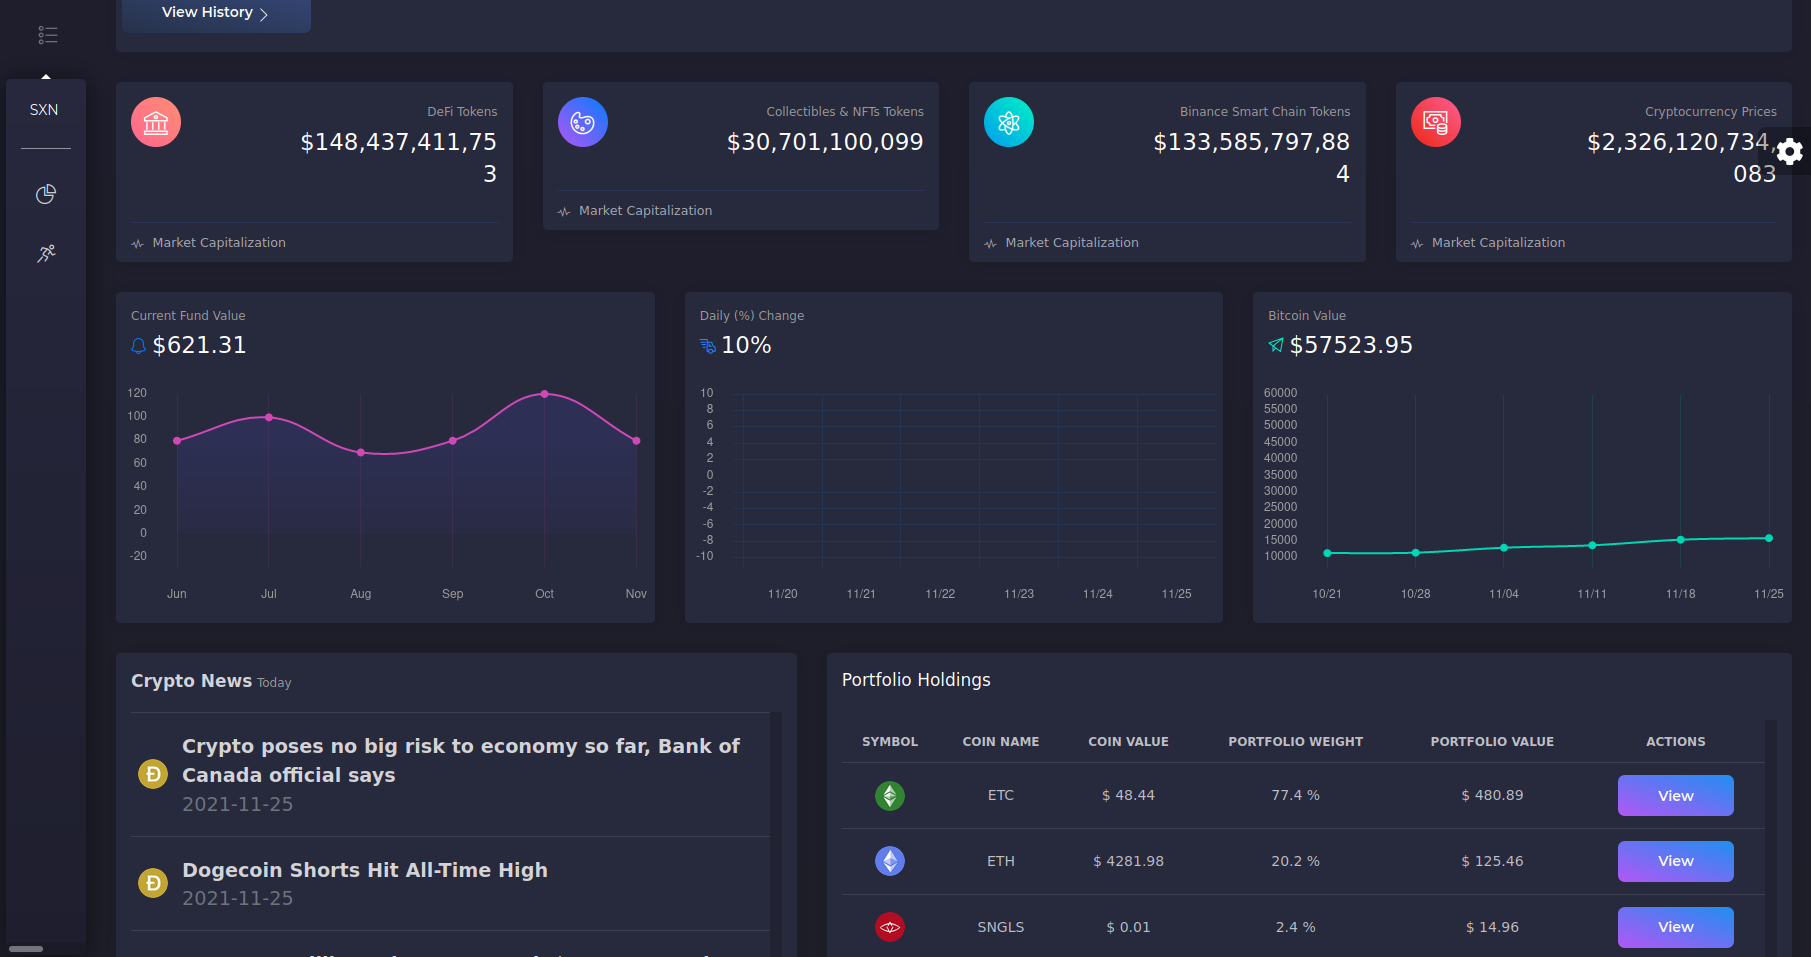 View History
SXN
DeFi Tokens
$148,437,411,75
3
Market Capitalization
Collectibles & NFTs Tokens
$30,701,100,099
Market Capitalization
Binance Smart Chain Tokens
$133,585,797,88
4
Market Capitalization
Cryptocurrency Prices
$2,326,120,734,
083
Market Capitalization
Current Fund Value
$621.31
120
100
80
60
40
20
0
-20
Jun Jul Aug Sep Oct Nov
Daily (%) Change
10%
10
8
6
4
2
0
-2
-4
-6
-8
-10
11/20 11/21 11/22 11/23 11/24 11/25
Bitcoin Value
$57523.95
60000
55000
50000
45000
40000
35000
30000
25000
20000
15000
10000
10/21 10/28 11/04 11/11 11/18 11/25
Crypto News Today
Crypto poses no big risk to economy so far, Bank of
Canada official says
2021-11-25
Dogecoin Shorts Hit All-Time High
2021-11-25
Portfolio Holdings
SYMBOL COIN NAME COIN VALUE PORTFOLIO WEIGHT PORTFOLIO VALUE ACTIONS
ETC $ 48.44 77.4 % $ 480.89 View
ETH $ 4281.98 20.2 % $ 125.46 View
SNGLS $ 0.01 2.4 % $ 14.96 View